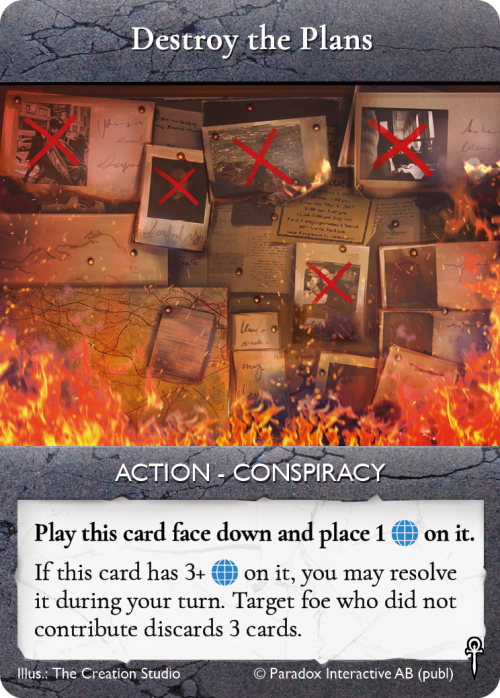 Destroy the Plans
ACTION - CONSPIRACY
Play this card face down and place 1 on it.
If this card has 3+ on it, you may resolve
it during your turn. Target foe who did not
contribute discards 3 cards.
Illus.: The Creation Studio © Paradox Interactive AB (publ)